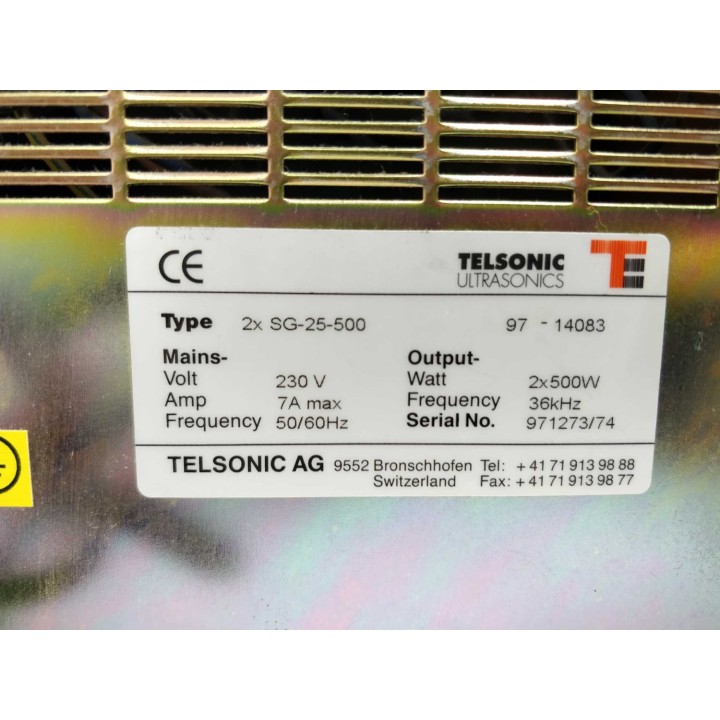 CE TELSONIC TE
ULTRASONICS
Type 2x SG-25-500 97 - 14083
Mains- Output-
Volt 230 V Watt 2x500W
Amp 7A max Frequency 36kHz
Frequency 50/60Hz Serial No. 971273/74
TELSONIC AG 9552 Bronschhofen Tel: +41 71 913 98 88
Switzerland Fax: +41 71 913 98 77